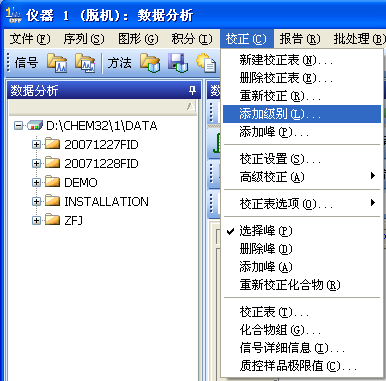 仪器 1 (脱机): 数据分析
文件(F) 序列(S) 图形(G) 积分(I) 校正(C) 报告(R) 批处理(B)
信号 方法
数据分析
D:\CHEM32\1\DATA
20071227FID
20071228FID
DEMO
INSTALLATION
ZFJ
新建校正表(N)...
删除校正表(E)...
重新校正(R)...
添加级别(L)...
添加峰(P)...
校正设置(S)...
高级校正(A)
校正表选项(O)...
选择峰(P)
删除峰(D)
添加峰(A)
重新校正化合物(R)
校正表(T)...
化合物组(G)...
信号详细信息(I)...
质控样品极限值(C)...